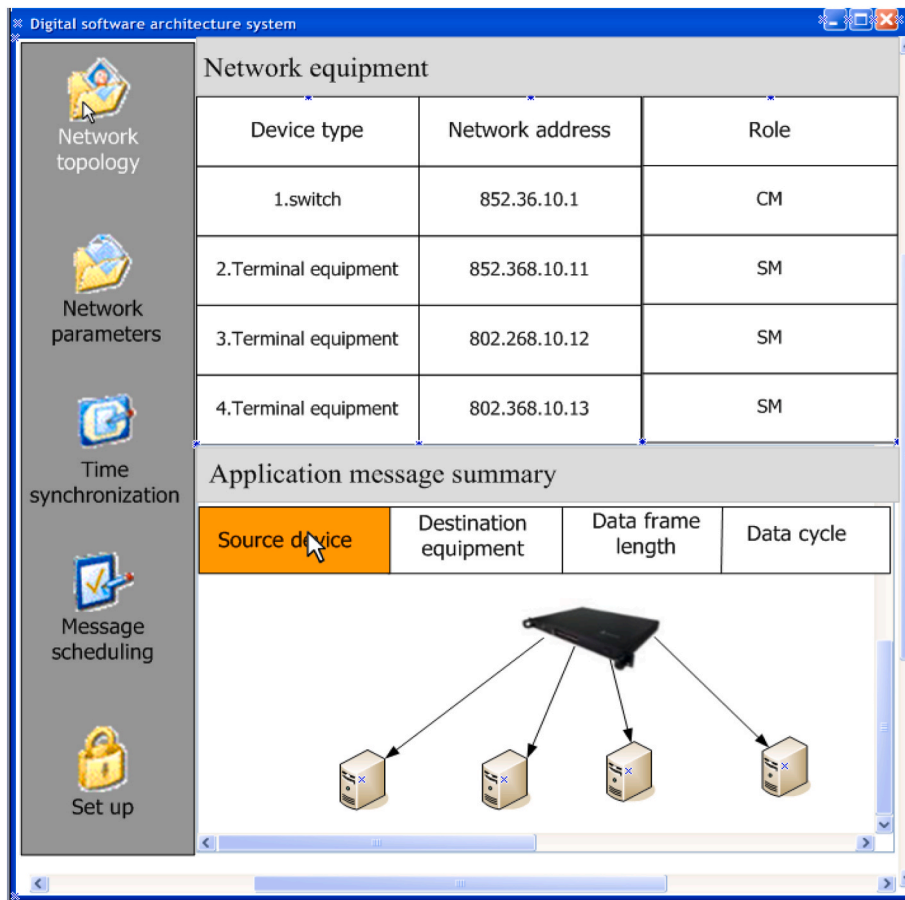 Digital software architecture system
Network
topology
Network
parameters
Time
synchronization
Message
scheduling
Set up
Network equipment
Device type Network address Role
1.switch 852.36.10.1 CM
2.Terminal equipment 852.368.10.11 SM
3.Terminal equipment 802.268.10.12 SM
4.Terminal equipment 802.368.10.13 SM
Application message summary
Source device
Destination
equipment
Data frame
length
Data cycle